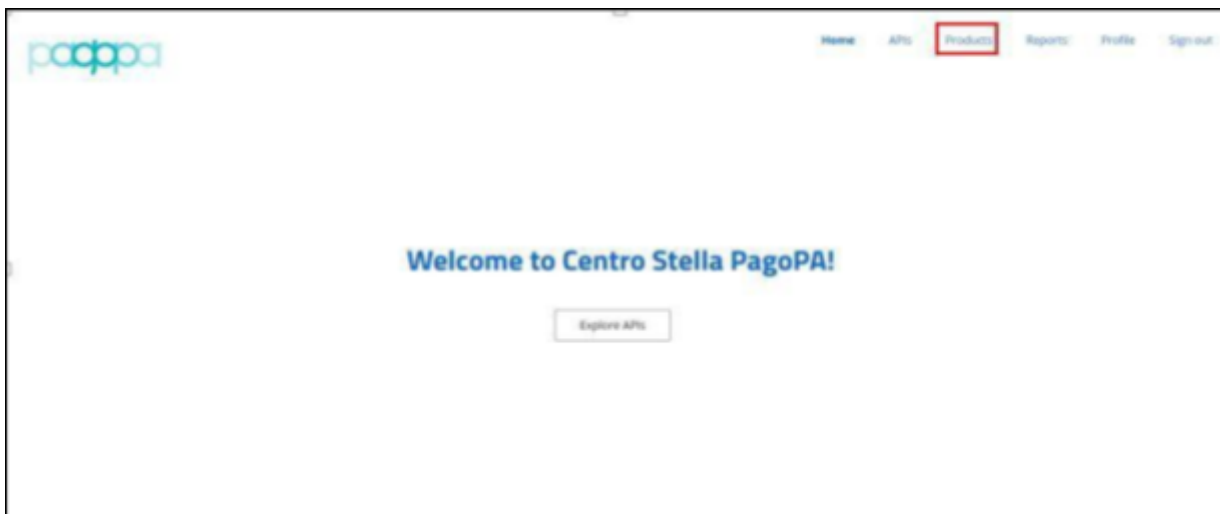 pagopa
Home APIs Products Reports Profile Sign out
Welcome to Centro Stella PagoPA!
Explore APIs